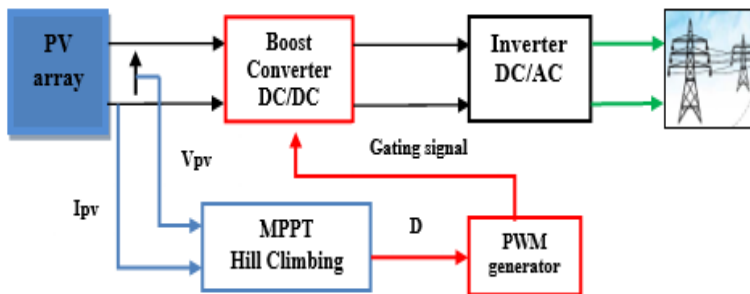 PV
array
Boost
Converter
DC/DC
Inverter
DC/AC
Vpv
Gating signal
Ipv
MPPT
Hill Climbing
D
PWM
generator